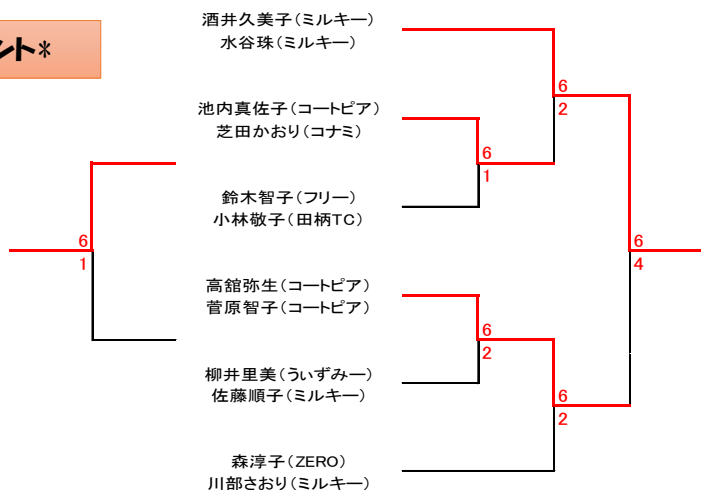 ント*
酒井久美子(ミルキー)
水谷珠(ミルキー)
6
2
池内真佐子(コートピア)
芝田かおり(コナミ)
6
1
鈴木智子(フリー)
小林敬子(田柄TC)
6
1
6
4
高舘弥生(コートピア)
菅原智子(コートピア)
6
2
柳井里美(うぃずみー)
佐藤順子(ミルキー)
6
2
森淳子(ZERO)
川部さおり(ミルキー)